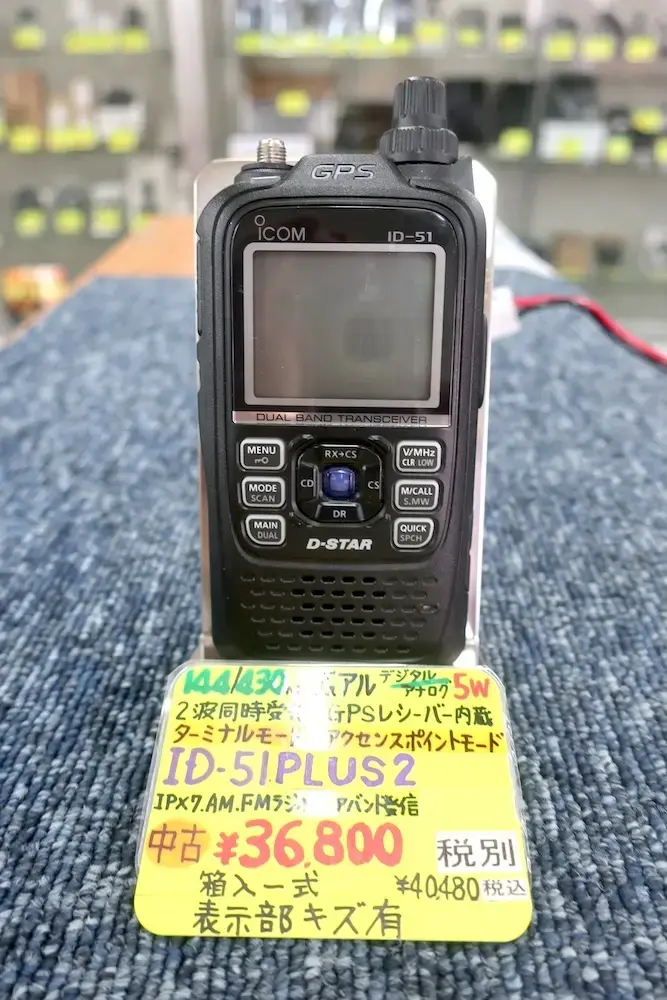 GPS
ICOM ID-51
DUAL BAND TRANSCEIVER
MENU RX→CS V/MHz
CLR LOW
MODE CD CS M/CALL
SCAN S.MW
MAIN DR QUICK
DUAL SPCH
D-STAR
144/430 アル デジタル アナログ 5W
2波同時受 GPSレシーバー内蔵
ターミナルモー アクセンスポイントモード
ID-51.PLUS2
IPX7.AM.FMラジ バンド受信
中古 ¥36,800 税別
箱入一式 ¥40,480 税込
表示部キズ有